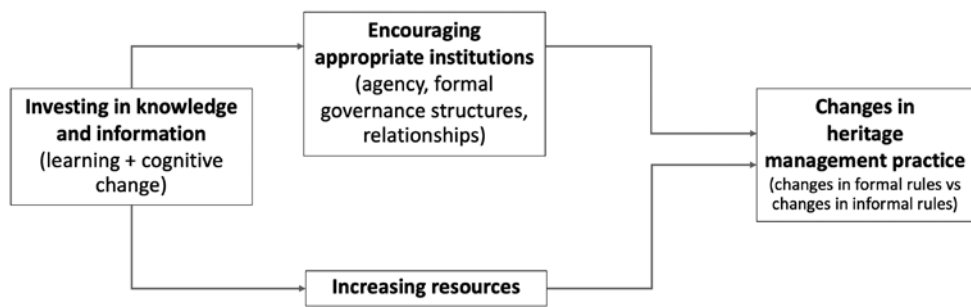 Investing in knowledge
and information
(learning + cognitive
change)
Encouraging
appropriate institutions
(agency, formal
governance structures,
relationships)
Increasing resources
Changes in
heritage
management practice
(changes in formal rules vs
changes in informal rules)